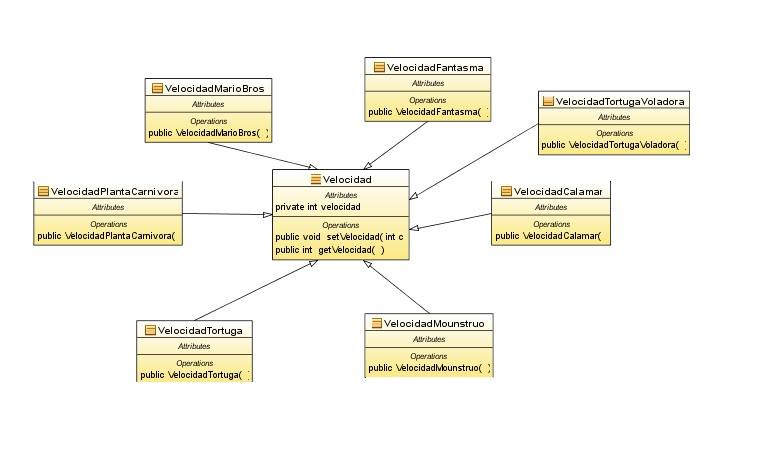 VelocidadMarioBros
Attributes
Operations
public VelocidadMarioBros( )
VelocidadFantasma
Attributes
Operations
public VelocidadFantasma( )
VelocidadTortugaVoladora
Attributes
Operations
public VelocidadTortugaVoladora( )
VelocidadPlantaCarnivora
Attributes
Operations
public VelocidadPlantaCarnivora(
Velocidad
Attributes
private int velocidad
Operations
public void setVelocidad( int c
public int getVelocidad( )
VelocidadCalamar
Attributes
Operations
public VelocidadCalamar(
VelocidadTortuga
Attributes
Operations
public VelocidadTortuga( )
VelocidadMounstruo
Attributes
Operations
public VelocidadMounstruo( )